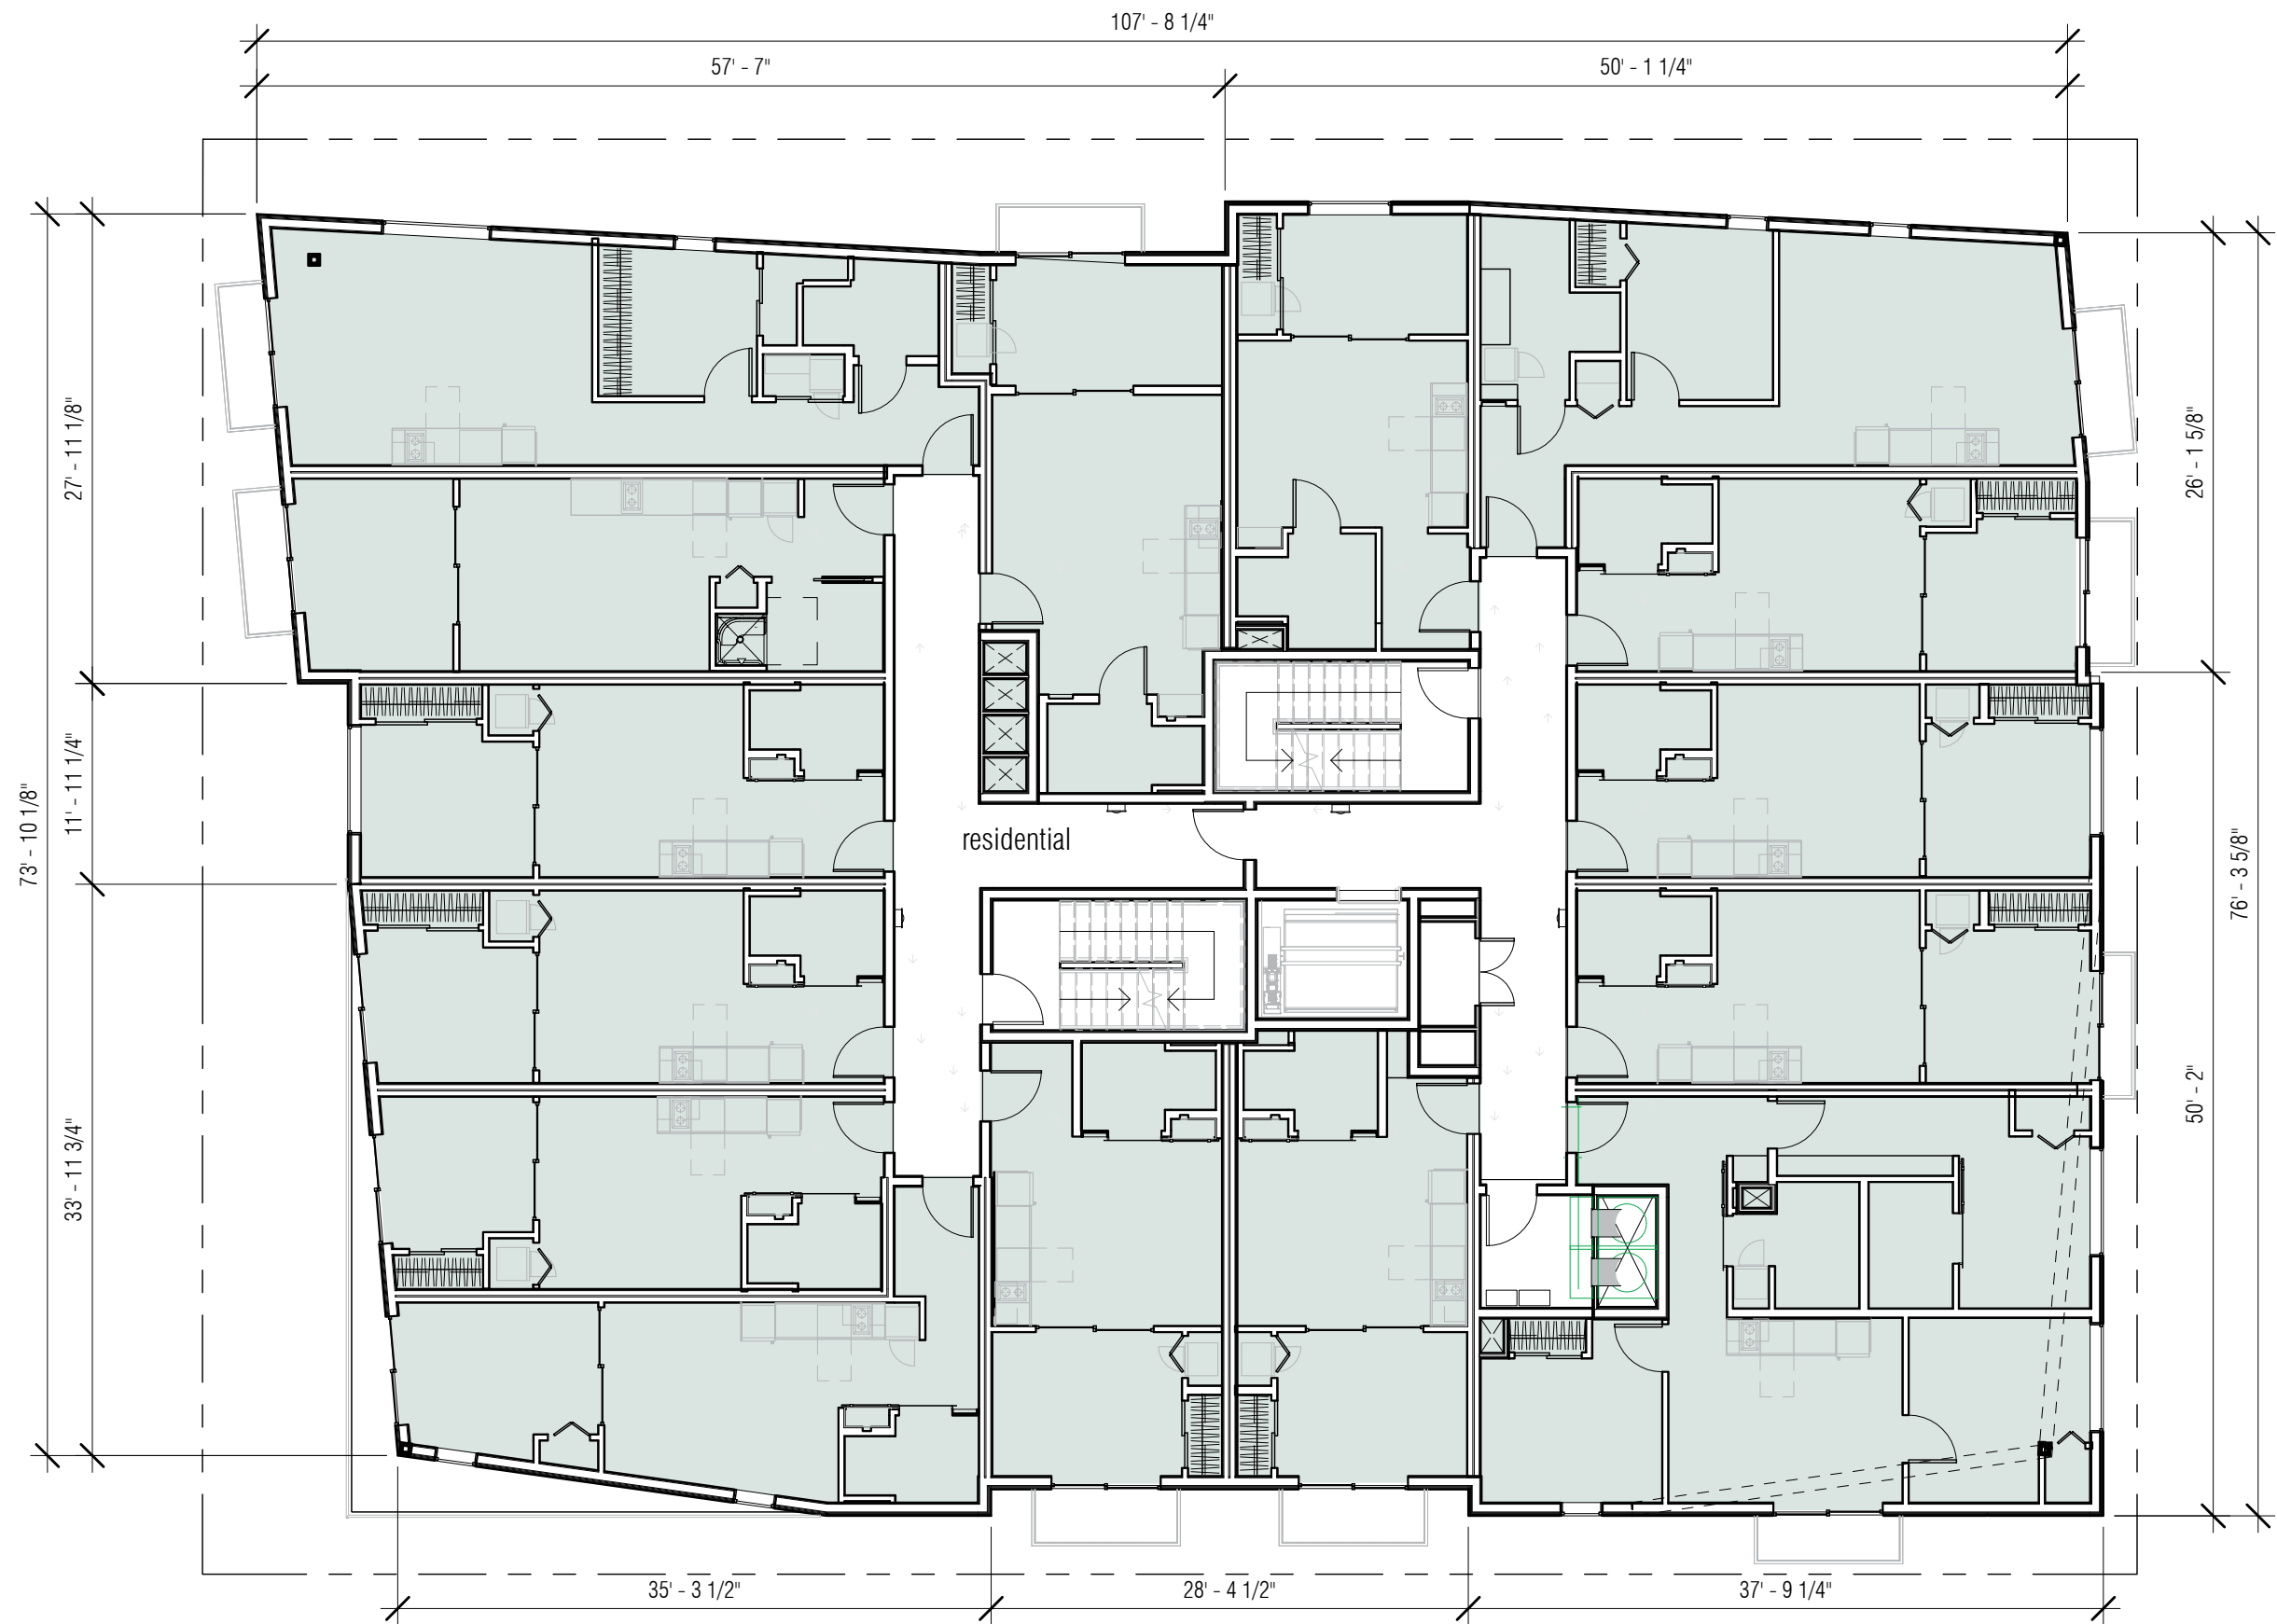 107' - 8 1/4"
57' - 7"
50' - 1 1/4"
27' - 11 1/8"
26' - 1 5/8"
11' - 11 1/4"
73' - 10 1/8"
residential
76' - 3 5/8"
33' - 11 3/4"
50' - 2"
35' - 3 1/2"
28' - 4 1/2"
37' - 9 1/4"